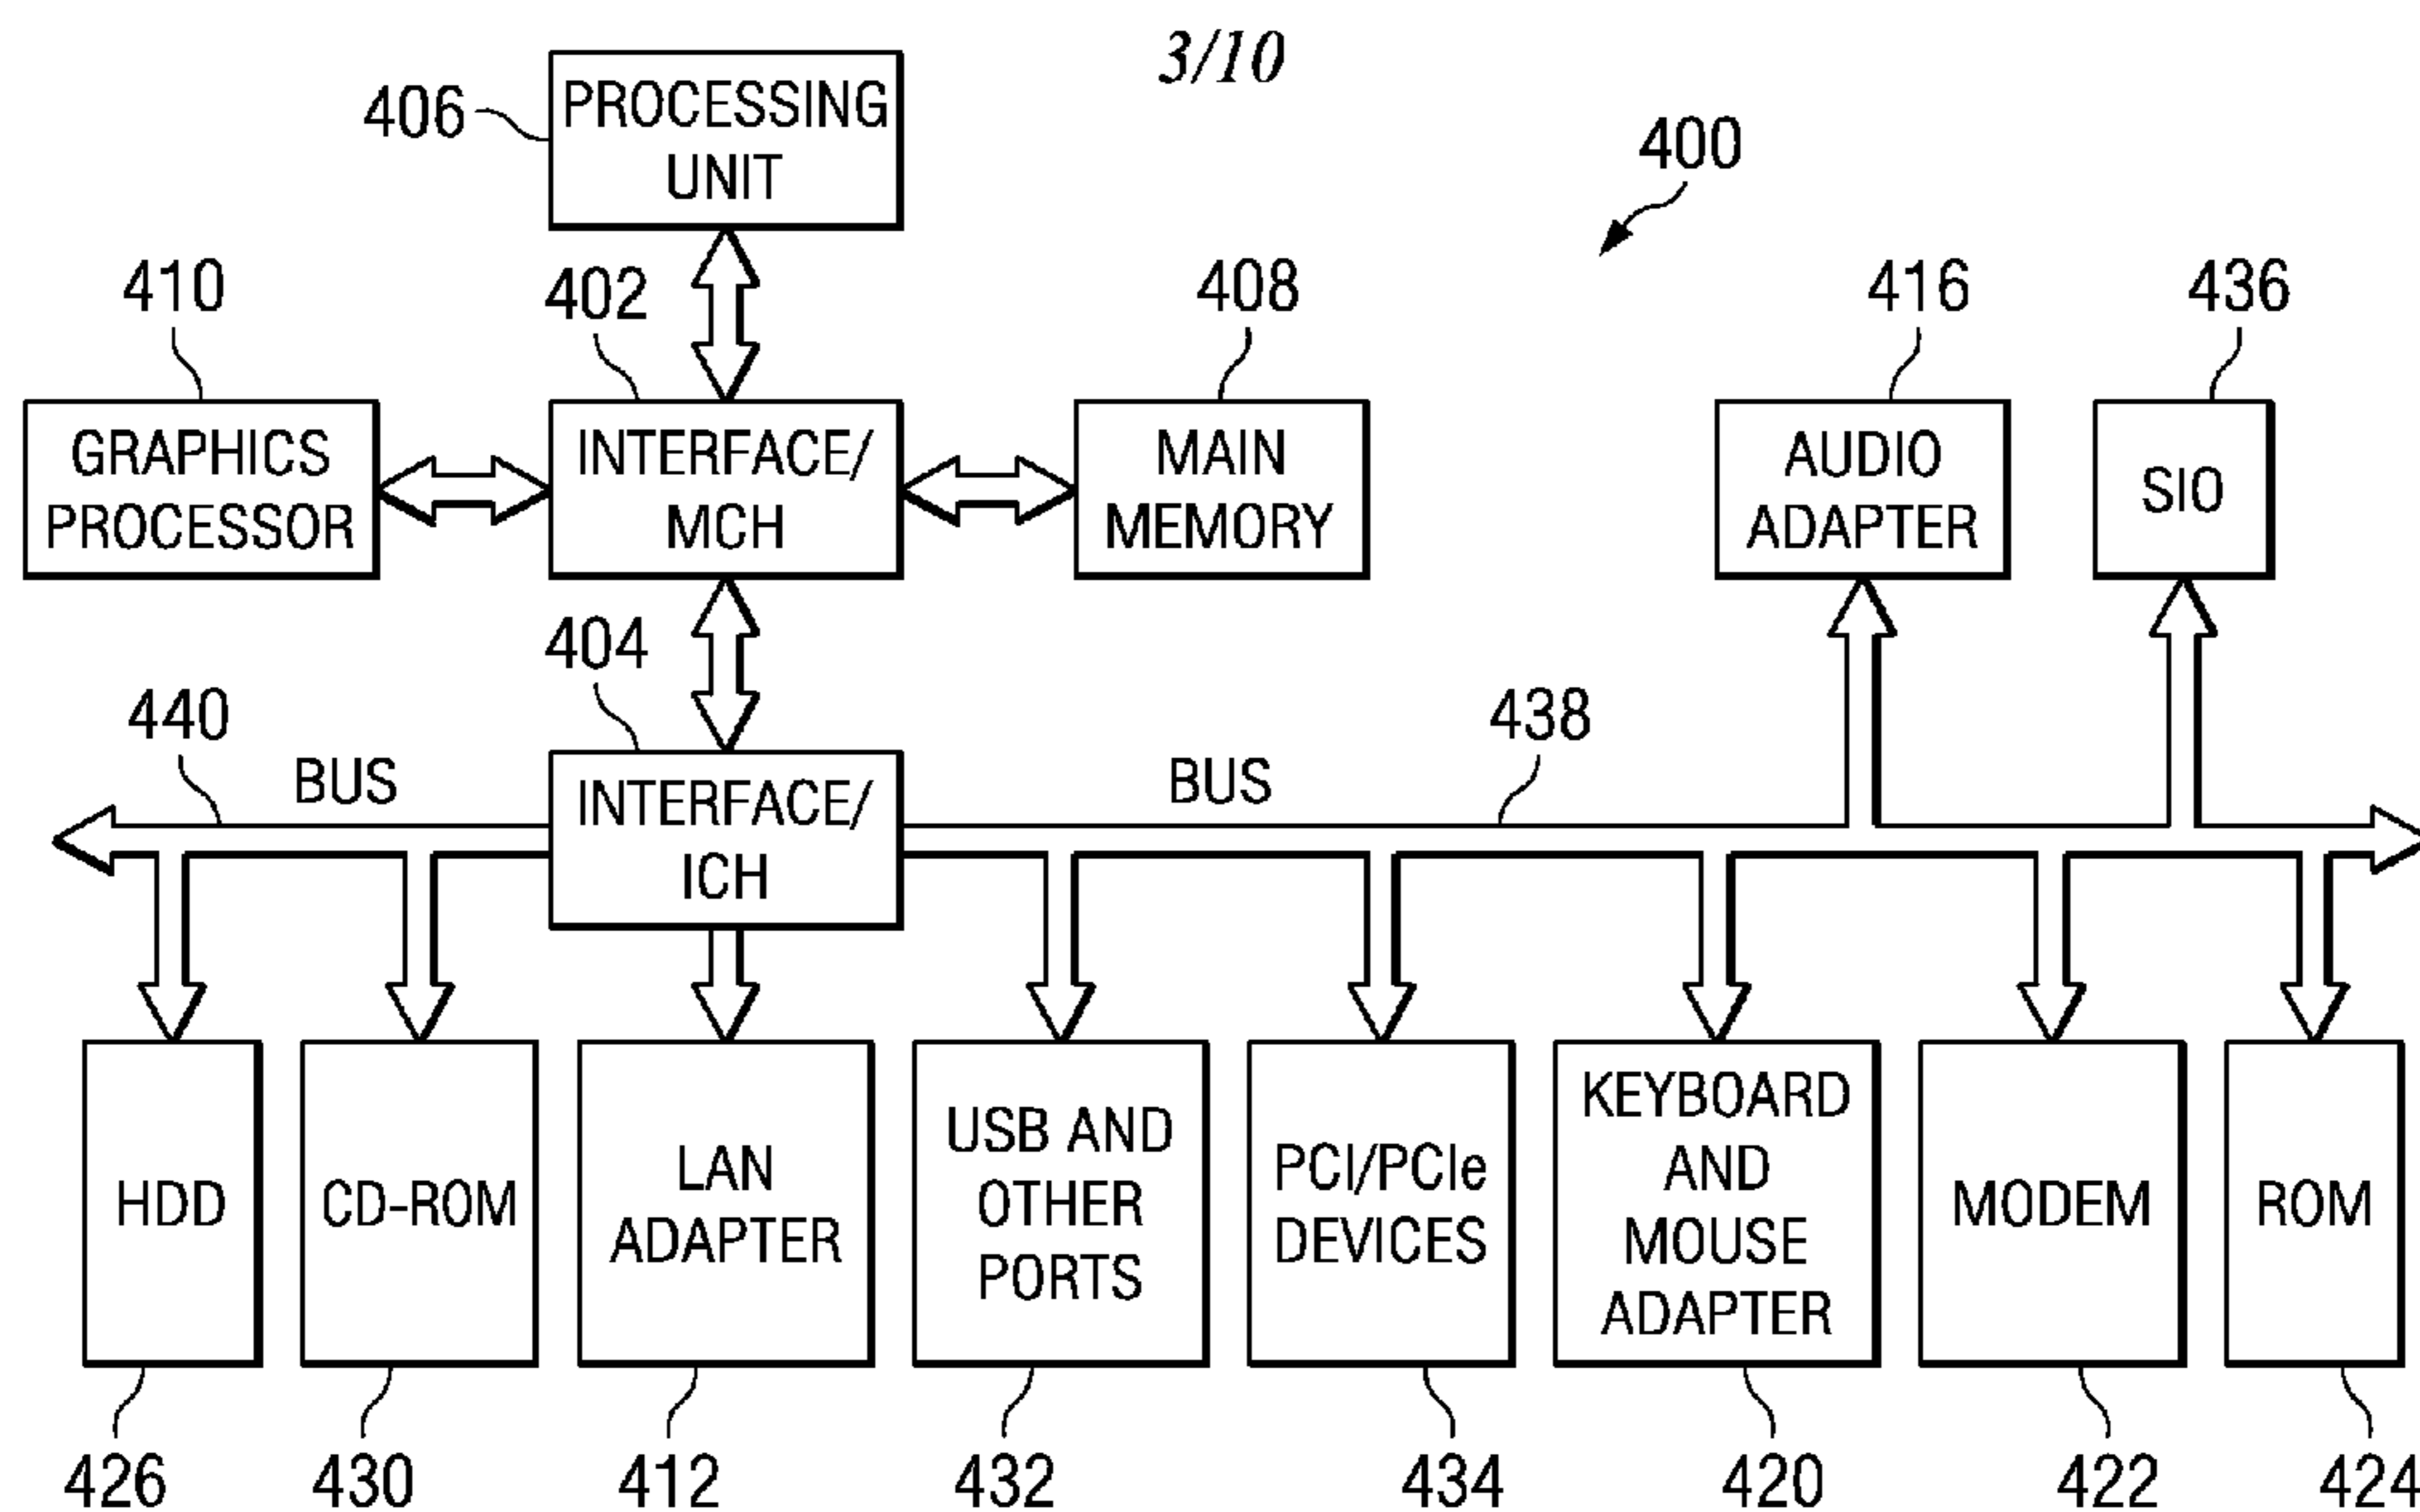 3/10
406
PROCESSING
UNIT
400
410
402
408
416
436
GRAPHICS
PROCESSOR
INTERFACE/
MCH
MAIN
MEMORY
AUDIO
ADAPTER
SIO
404
440
438
BUS
BUS
INTERFACE/
ICH
HDD
CD-ROM
LAN
ADAPTER
USB AND
OTHER
PORTS
PCI/PCIe
DEVICES
KEYBOARD
AND
MOUSE
ADAPTER
MODEM
ROM
426
430
412
432
434
420
422
424